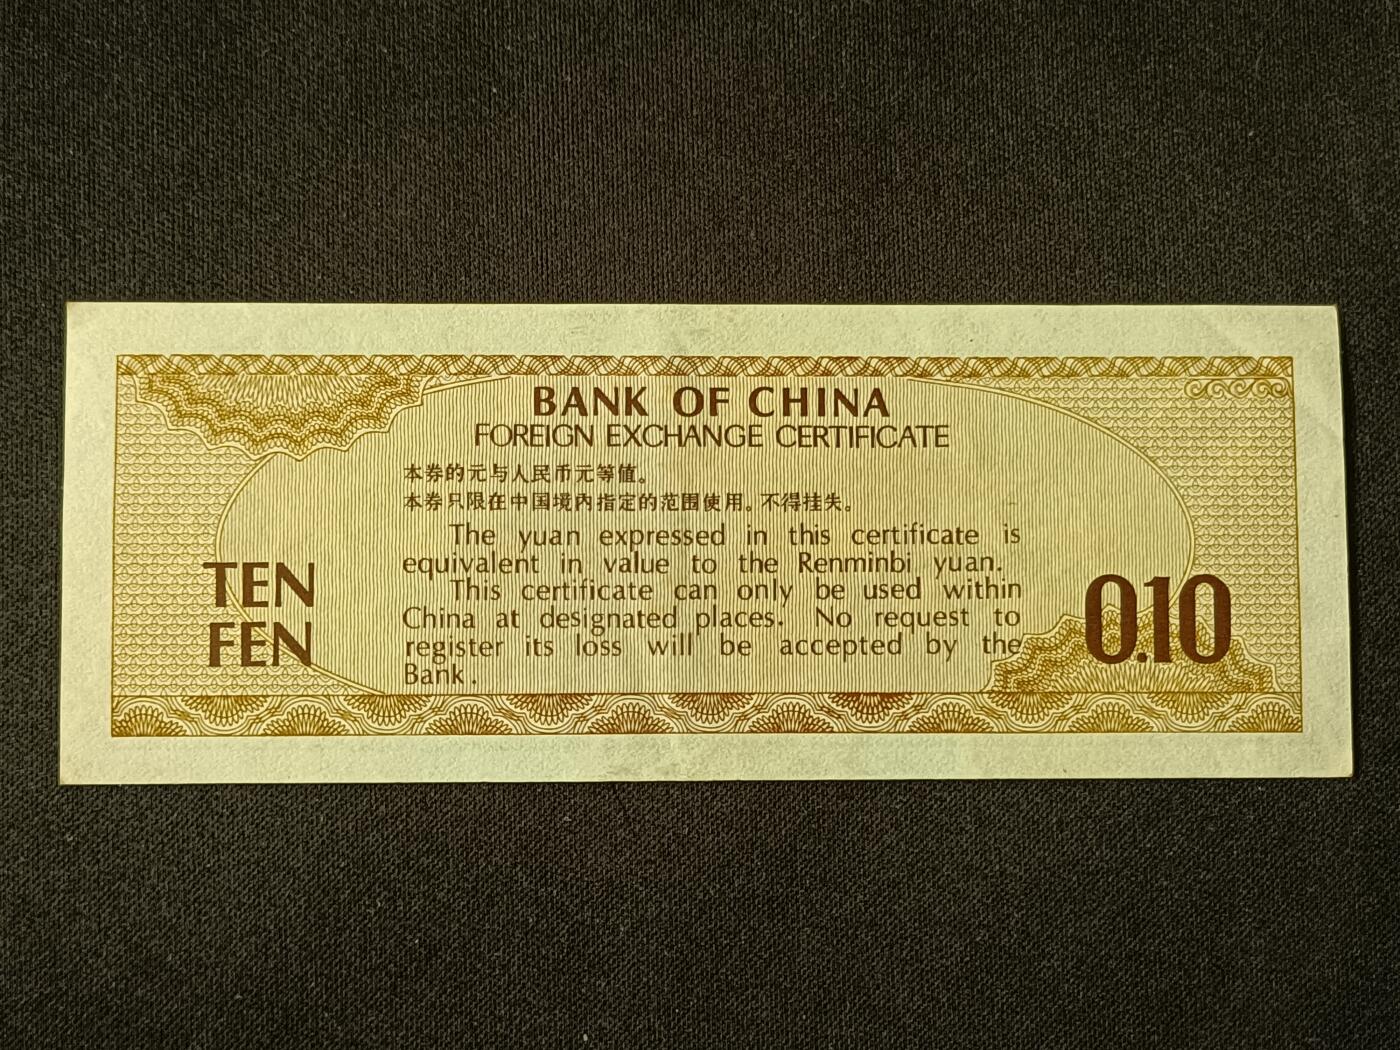 BANK OF CHINA
FOREIGN EXCHANGE CERTIFICATE
本券的元与人民币元等值。
本券只限在中国境内指定的范围使用。不得挂失。
The yuan expressed in this certificate is
equivalent in value to the Renminbi yuan.
This certificate can only be used within
China at designated places. No request to
register its loss will be accepted by the
Bank.
TEN
FEN
0.10